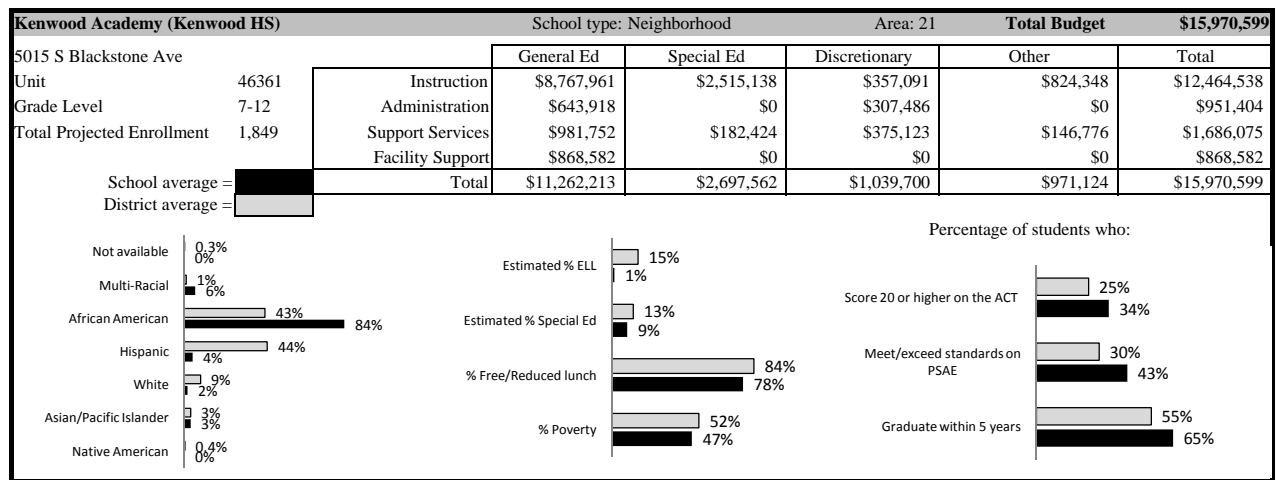 Kenwood Academy (Kenwood HS) School type: Neighborhood Area: 21 Total Budget $15,970,599
5015 S Blackstone Ave General Ed Special Ed Discretionary Other Total
Unit 46361 Instruction $8,767,961 $2,515,138 $357,091 $824,348 $12,464,538
Grade Level 7-12 Administration $643,918 $0 $307,486 $0 $951,404
Total Projected Enrollment 1,849 Support Services $981,752 $182,424 $375,123 $146,776 $1,686,075
Facility Support $868,582 $0 $0 $0 $868,582
School average = Total $11,262,213 $2,697,562 $1,039,700 $971,124 $15,970,599
District average =
Not available 0.3%
0%
Multi-Racial 1%
6%
African American 43%
84%
Hispanic 44%
4%
White 9%
2%
Asian/Pacific Islander 3%
3%
Native American 0.4%
0%
Estimated % ELL 15%
1%
Estimated % Special Ed 13%
9%
% Free/Reduced lunch 84%
78%
% Poverty 52%
47%
Percentage of students who:
Score 20 or higher on the ACT 25%
34%
Meet/exceed standards on
PSAE
30%
43%
Graduate within 5 years 55%
65%